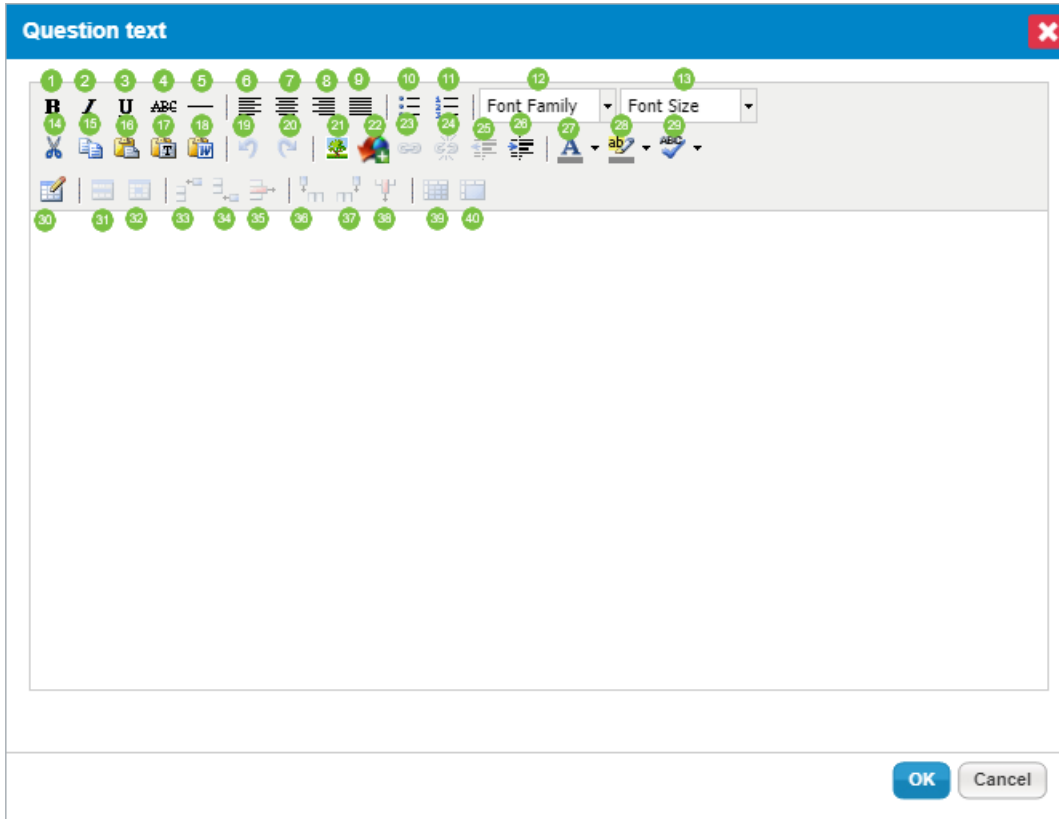 Question text
1 2 3 4 5 6 7 8 9 10 11 12 13
B I U ABC Font Family Font Size
14 15 16 17 18 19 20 21 22 23 24 25 26 27 28 29
T W A ab ABC
30 31 32 33 34 35 36 37 38 39 40
OK Cancel